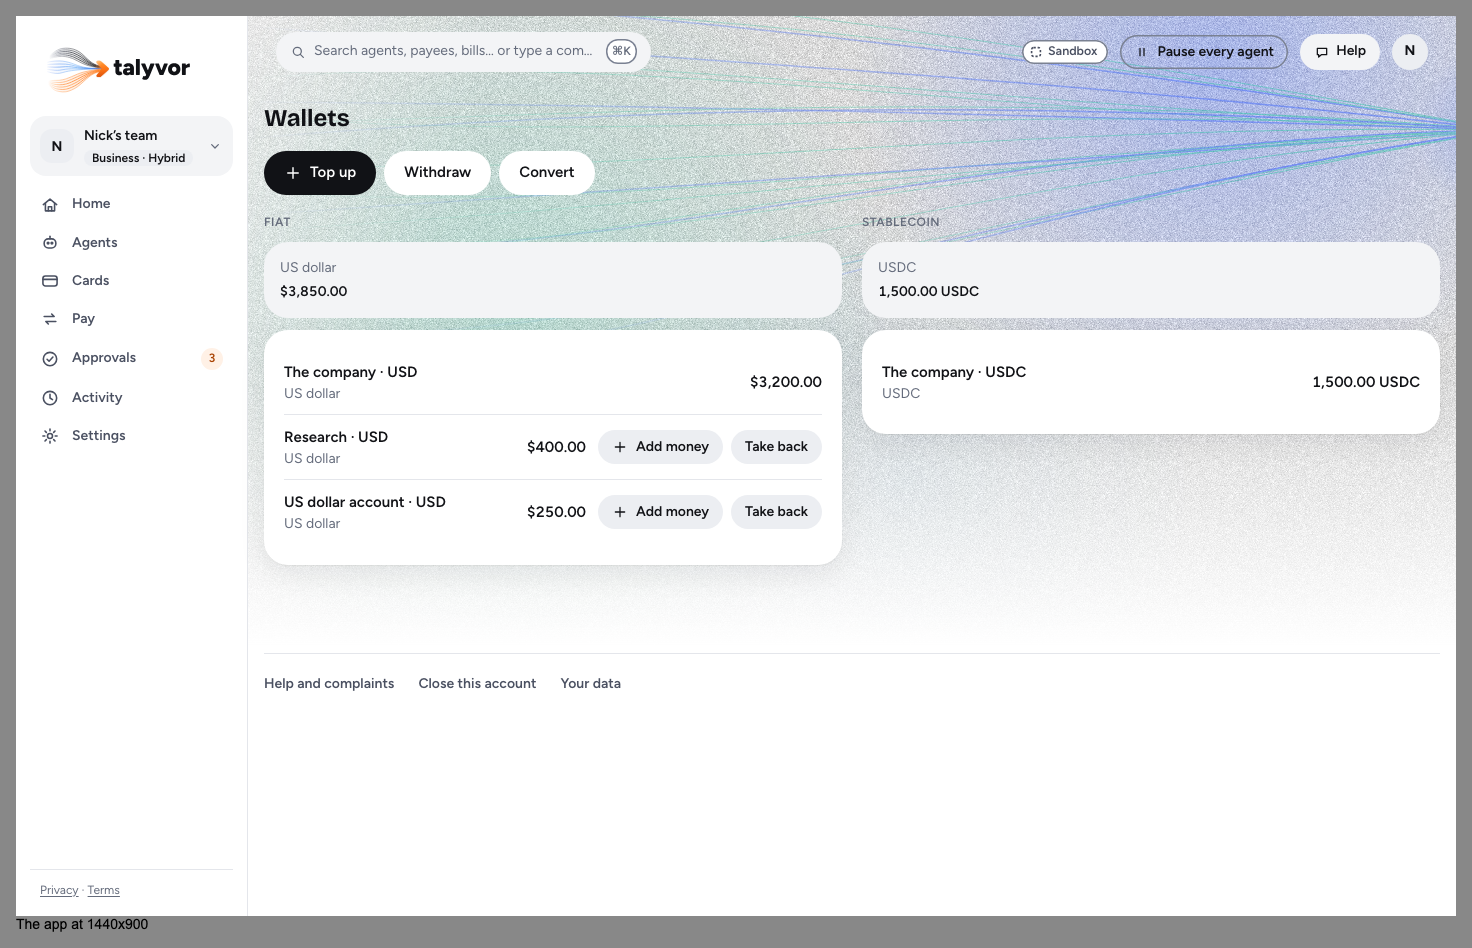 talyvor
N
Nick's team
Business · Hybrid
Home
Agents
Cards
Pay
Approvals
3
Activity
Settings
Privacy · Terms
Search agents, payees, bills... or type a com...
⌘K
Sandbox
Pause every agent
Help
N
Wallets
Top up
Withdraw
Convert
FIAT
US dollar
$3,850.00
The company · USD
US dollar
$3,200.00
Research · USD
US dollar
$400.00
Add money
Take back
US dollar account · USD
US dollar
$250.00
Add money
Take back
STABLECOIN
USDC
1,500.00 USDC
The company · USDC
USDC
1,500.00 USDC
Help and complaints
Close this account
Your data
The app at 1440x900